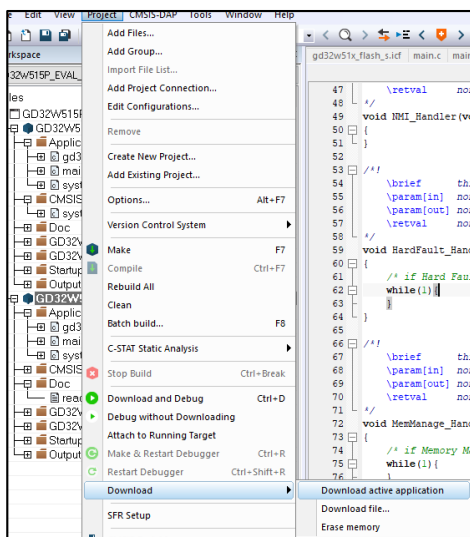 Edit View Project CMSIS-DAP Tools Window Help
Add Files...
Add Group...
Import File List...
Add Project Connection...
Edit Configurations...
Remove
Create New Project...
Add Existing Project...
Options... Alt+F7
Version Control System
Make F7
Compile Ctrl+F7
Rebuild All
Clean
Batch build... F8
C-STAT Static Analysis
Stop Build Ctrl+Break
Download and Debug Ctrl+D
Debug without Downloading
Attach to Running Target
Make & Restart Debugger Ctrl+R
Restart Debugger Ctrl+Shift+R
Download
SFR Setup
Download active application
Download file...
Erase memory
rkspace
32W515P_EVAL_
les
GD32W515
GD32W5
Applic
gd3
mai
syst
CMSIS
syst
Doc
GD32V
GD32V
Startup
Output
GD32W5
Applic
gd3
mai
syst
CMSIS
Doc
reac
GD32V
GD32V
Startup
Output
gd32w51x_flash_s.icf main.c main
47 \retval no
48 */
49 void NMI_Handler(vo
50 {
51 }
52
53 /*!
54 \brief thi
55 \param[in] no
56 \param[out] no
57 \retval no
58 */
59 void HardFault_Hand
60 {
61 /* if Hard Fau
62 while(1){
63 }
64 }
65
66 /*!
67 \brief thi
68 \param[in] no
69 \param[out] no
70 \retval no
71 */
72 void MemManage_Hand
73 {
74 /* if Memory Ma
75 while(1){
76 }